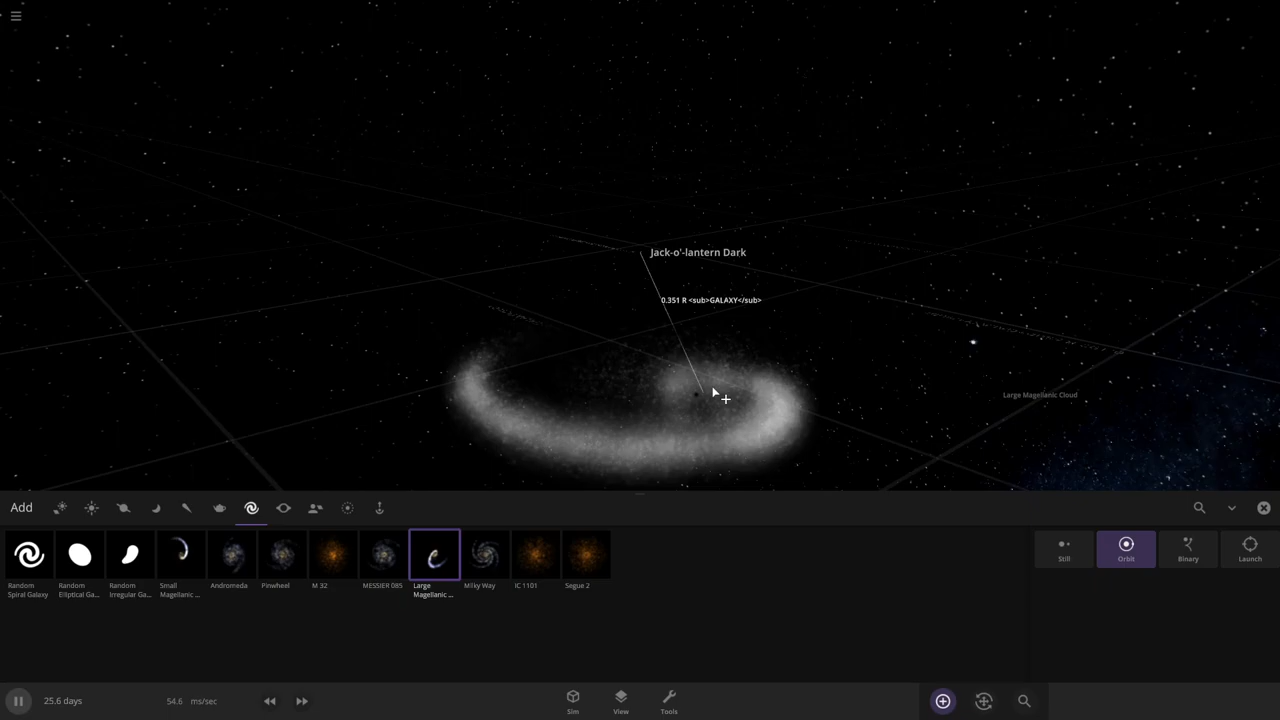 Jack-o'-lantern Dark
0.351 R <sub>GALAXY</sub>
Large Magellanic Cloud
Add
Random
Spiral Galaxy
Random
Elliptical Ga...
Random
Irregular Ga...
Small
Magellanic ...
Andromeda
Pinwheel
M 32
MESSIER 085
Large
Magellanic ...
Milky Way
IC 1101
Segue 2
Still
Orbit
Binary
Launch
25.6 days
54.6 ms/sec
Sim
View
Tools